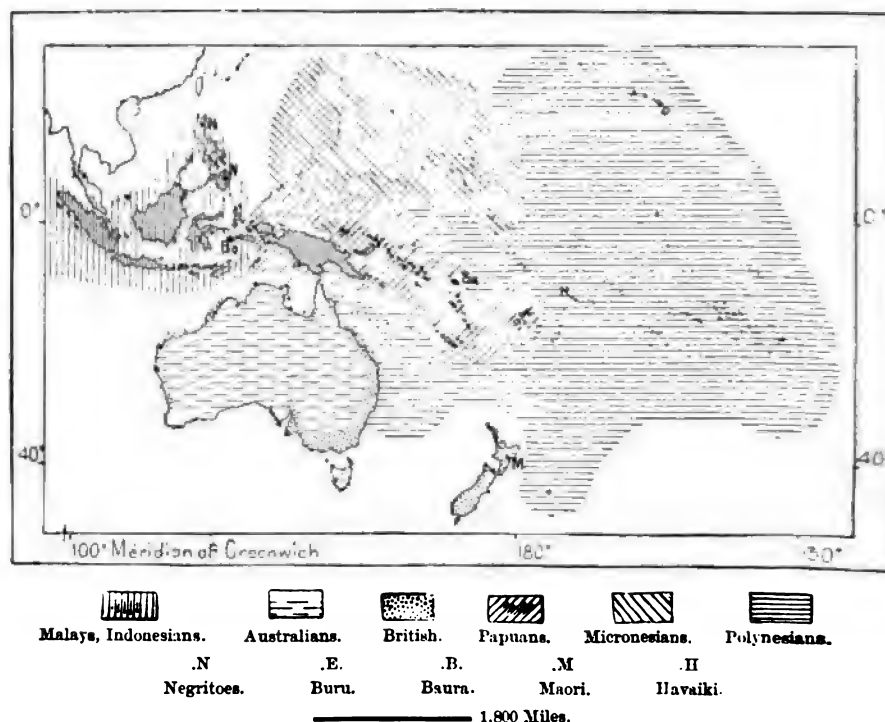 0°
0°
40°
40°
100° Meridian of Greenwich 180°
Malays, Indonesians. Australians. British. Papuans. Micronesians. Polynesians.
.N .E. .B. .M .H
Negritoes. Buru. Baura. Maori. Havaiki.
1,800 Miles.